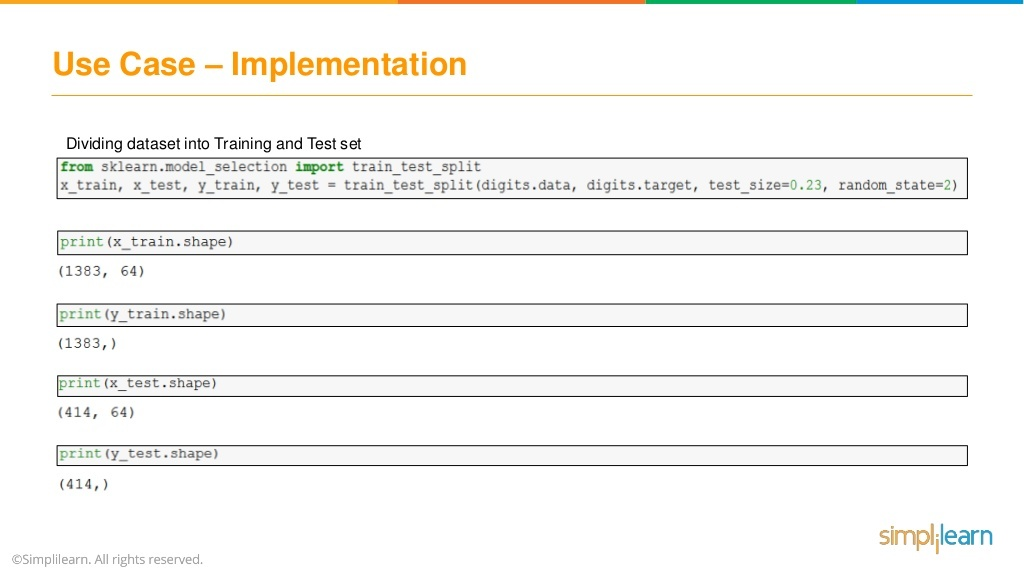 Use Case – Implementation
Dividing dataset into Training and Test set
from sklearn.model_selection import train_test_split
x_train, x_test, y_train, y_test = train_test_split(digits.data, digits.target, test_size=0.23, random_state=2)
print(x_train.shape)
(1383, 64)
print(y_train.shape)
(1383,)
print(x_test.shape)
(414, 64)
print(y_test.shape)
(414,)
simplilearn
©Simplilearn. All rights reserved.